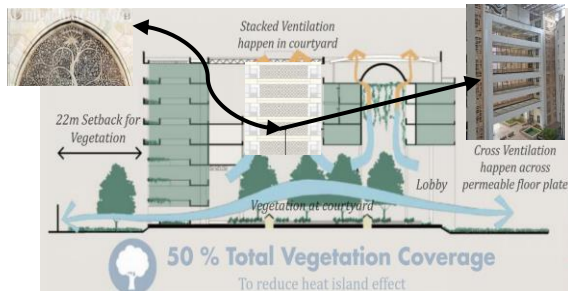 Stacked Ventilation
happen in courtyard
22m Setback for
Vegetation
Cross Ventilation
happen across
permeable floor plate
Lobby
Vegetation at courtyard
50 % Total Vegetation Coverage
To reduce heat island effect